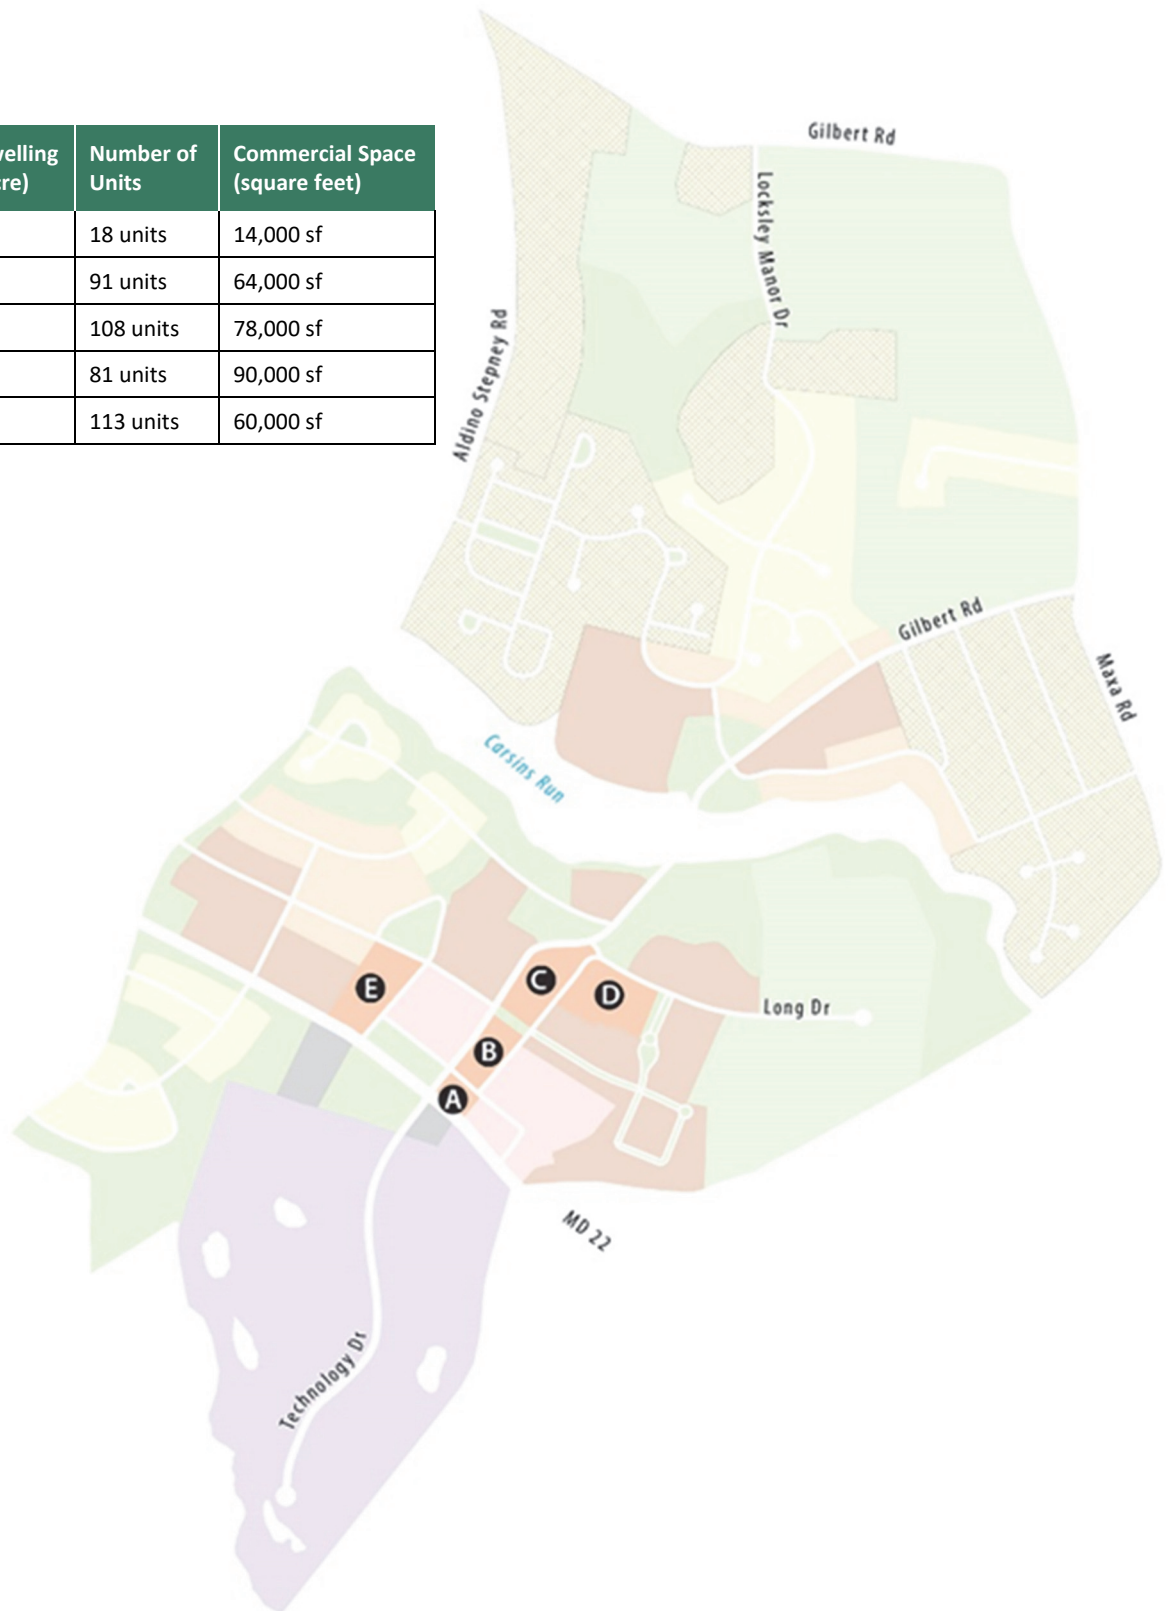 Number of Commercial Space
Units (square feet)
18 units 14,000 sf
91 units 64,000 sf
108 units 78,000 sf
81 units 90,000 sf
113 units 60,000 sf
Gilbert Rd
Locksley Manor Dr
Aldino Stepney Rd
Gilbert Rd
Maxa Rd
Carsins Run
E
C
D
Long Dr
B
A
MD 22
Technology Dr